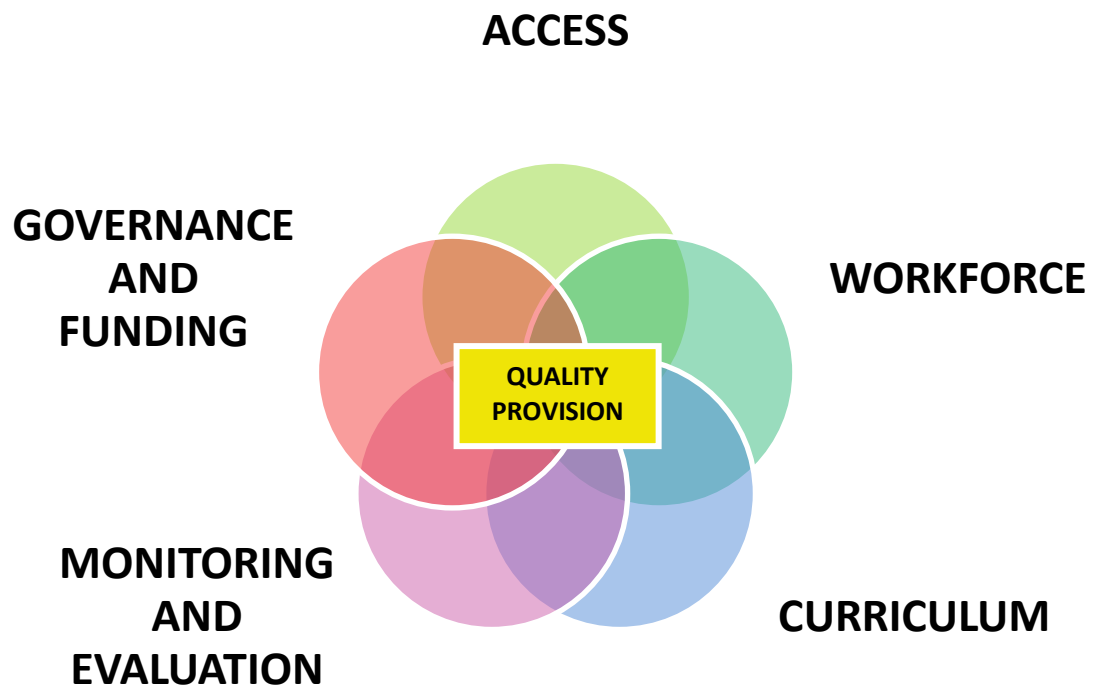 ACCESS
GOVERNANCE
AND
FUNDING
WORKFORCE
QUALITY
PROVISION
MONITORING
AND
EVALUATION
CURRICULUM